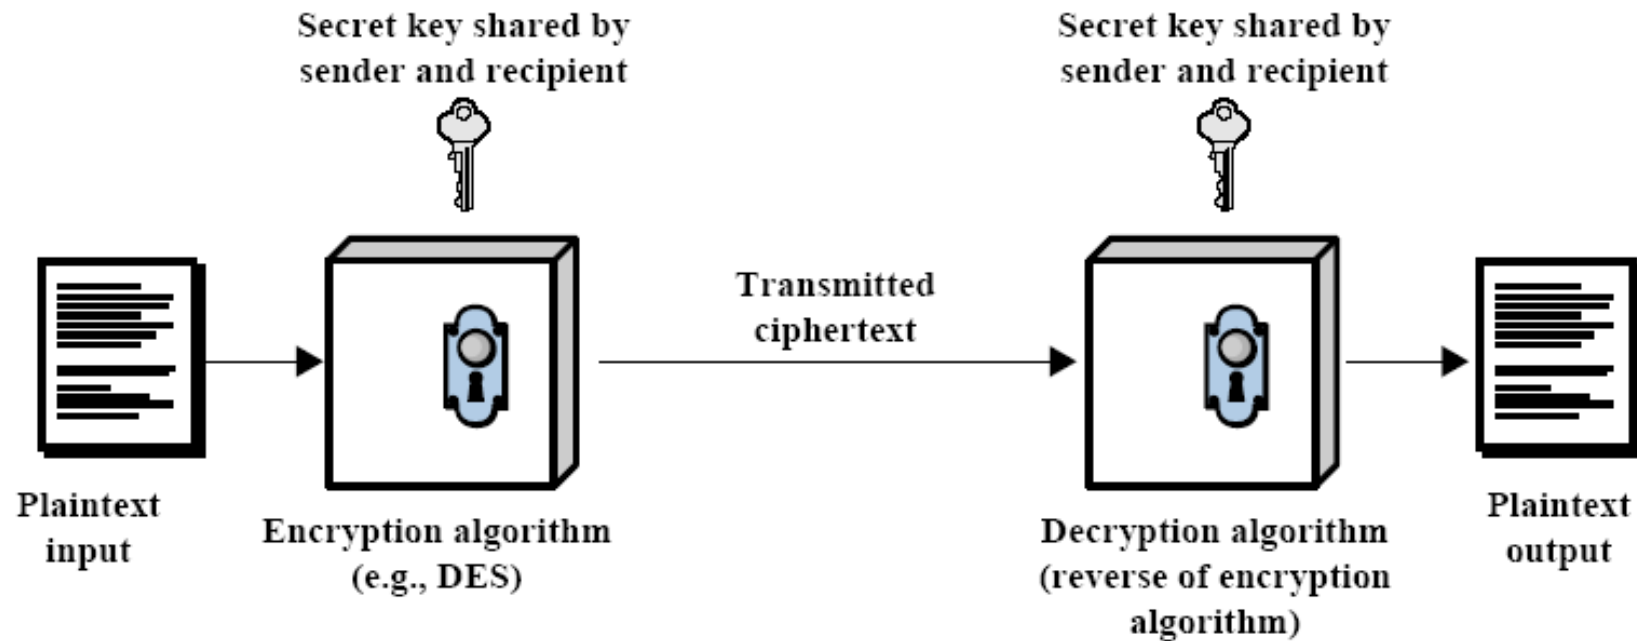 Secret key shared by
sender and recipient
Secret key shared by
sender and recipient
Transmitted
ciphertext
Plaintext
input
Encryption algorithm
(e.g., DES)
Decryption algorithm
(reverse of encryption
algorithm)
Plaintext
output